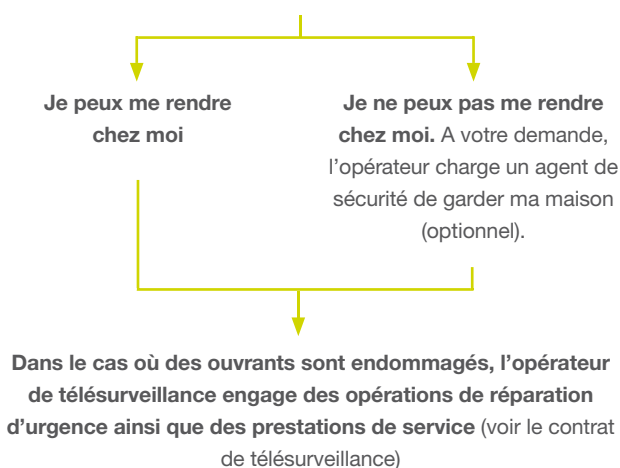 Je peux me rendre
chez moi
Je ne peux pas me rendre
chez moi. A votre demande,
l’opérateur charge un agent de
sécurité de garder ma maison
(optionnel).
Dans le cas où des ouvrants sont endommagés, l’opérateur
de télésurveillance engage des opérations de réparation
d’urgence ainsi que des prestations de service (voir le contrat
de télésurveillance)